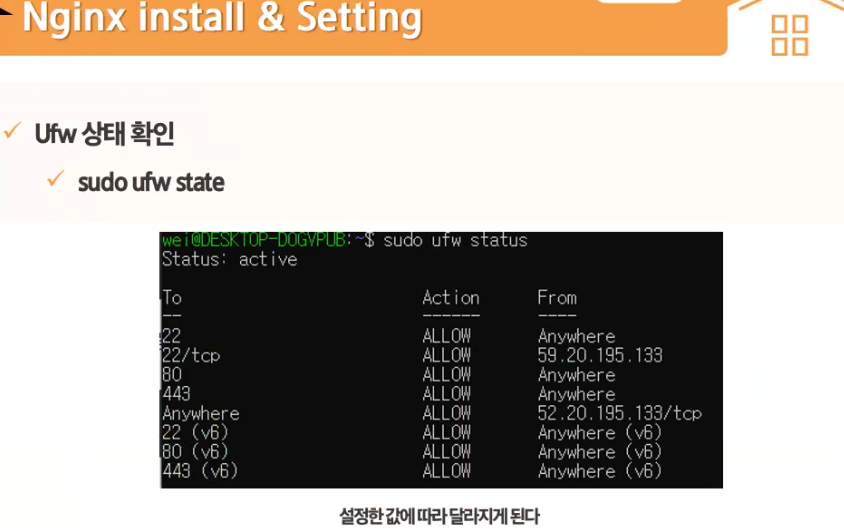 Nginx install & Setting
Ufw 상태 확인
sudo ufw state
wei@DESKTOP-DOGVPUB:~$ sudo ufw status
Status: active
To Action From
-- ------ ----
22 ALLOW Anywhere
22/tcp ALLOW 59.20.195.133
80 ALLOW Anywhere
443 ALLOW Anywhere
Anywhere ALLOW 52.20.195.133/tcp
22 (v6) ALLOW Anywhere (v6)
80 (v6) ALLOW Anywhere (v6)
443 (v6) ALLOW Anywhere (v6)
설정한 값에 따라 달라지게 된다